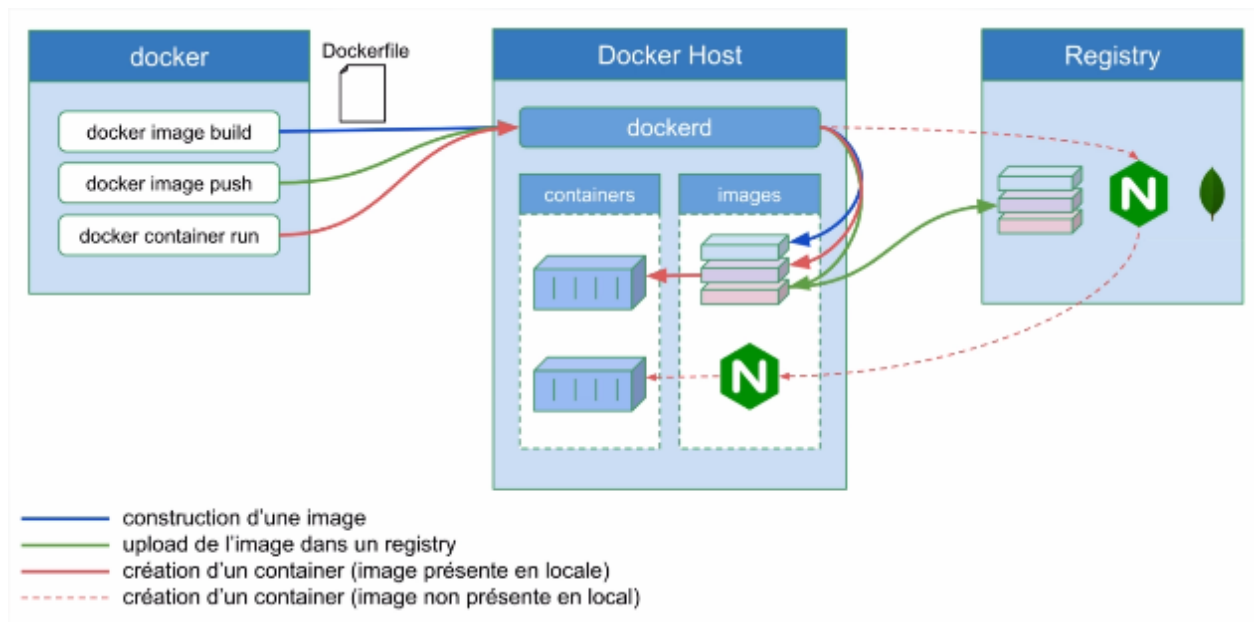 docker
Dockerfile
Docker Host
Registry
docker image build
docker image push
docker container run
dockerd
containers
images
N
N
construction d'une image
upload de l'image dans un registry
création d'un container (image présente en locale)
création d'un container (image non présente en local)